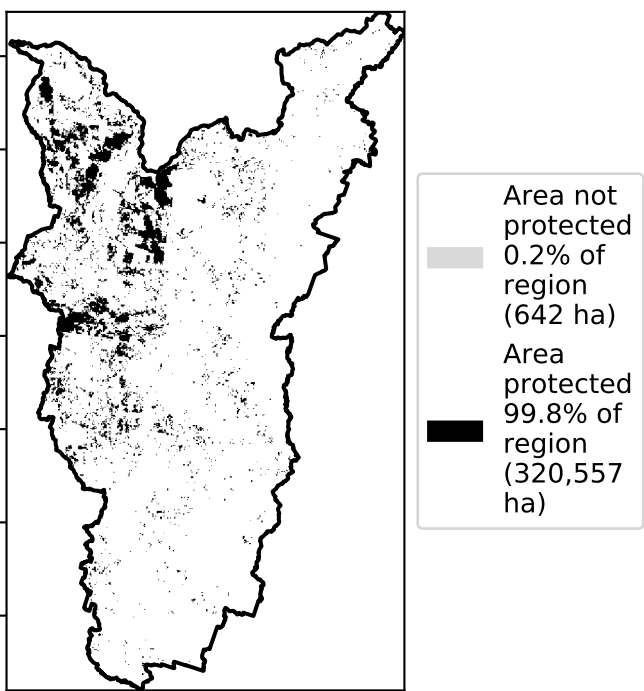 Area not
protected
0.2% of
region
(642 ha)
Area
protected
99.8% of
region
(320,557
ha)